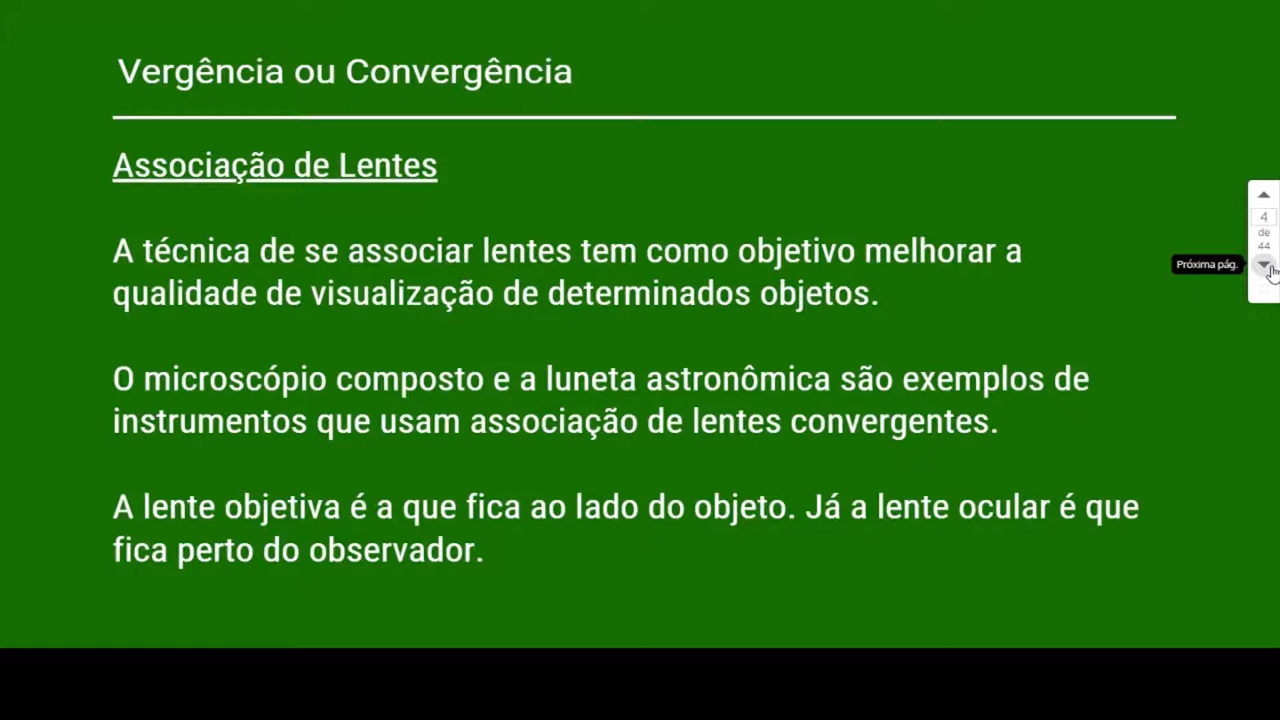 Vergência ou Convergência
Associação de Lentes
A técnica de se associar lentes tem como objetivo melhorar a
qualidade de visualização de determinados objetos.
O microscópio composto e a luneta astronômica são exemplos de
instrumentos que usam associação de lentes convergentes.
A lente objetiva é a que fica ao lado do objeto. Já a lente ocular é que
fica perto do observador.
4
de
44
Próxima pág.